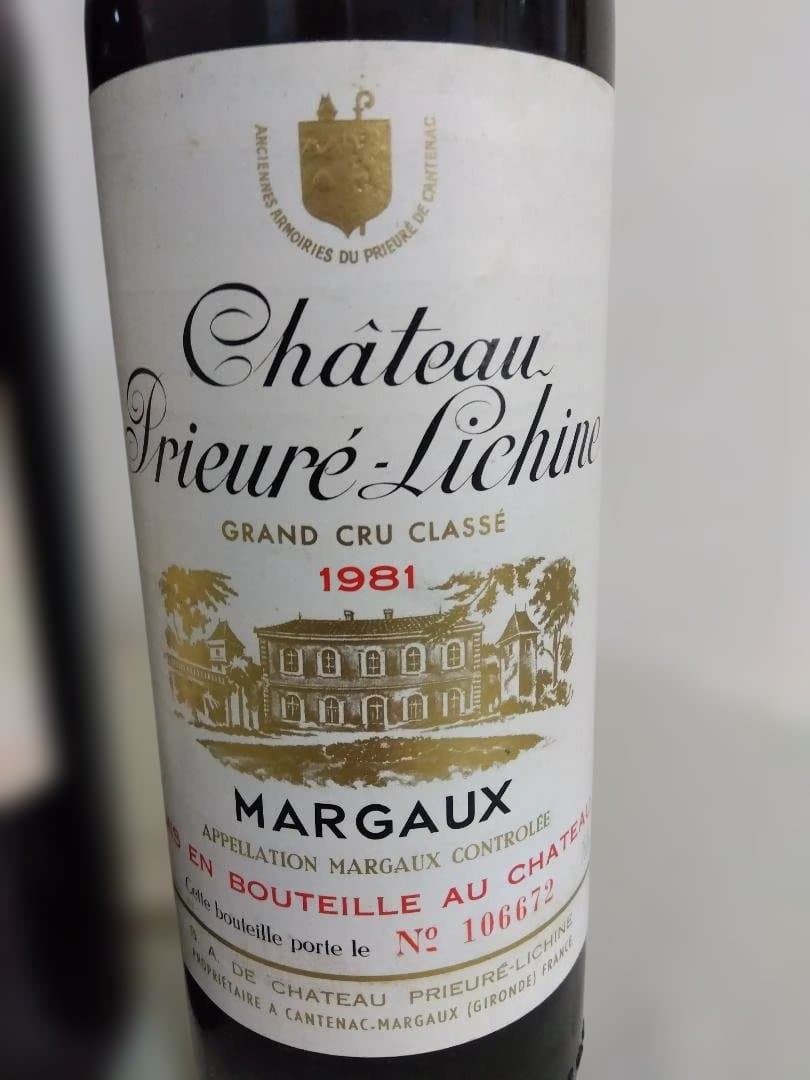 ANCIENNES ARMOIRIES DU PRIEURÉ DE CANTENAC
Château
Prieuré-Lichine
GRAND CRU CLASSÉ
1981
MARGAUX
APPELLATION MARGAUX CONTROLÉE
IS EN BOUTEILLE AU CHATEAU
Cette bouteille porte le Nº 106672
S. A. DE CHATEAU PRIEURÉ-LICHINE
PROPRIÉTAIRE A CANTENAC-MARGAUX (GIRONDE) FRANCE